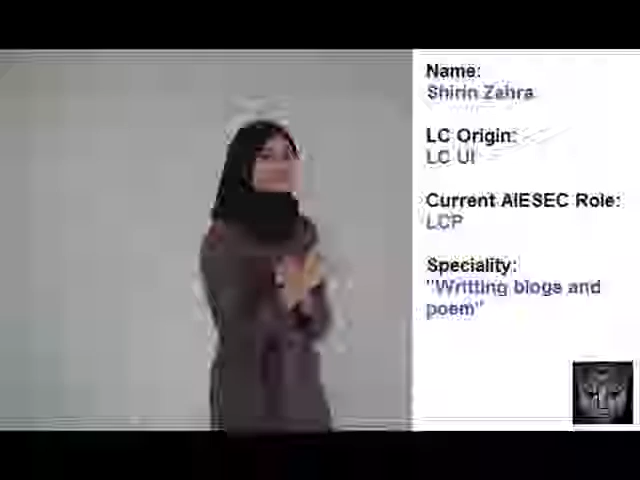 Name:
Shirin Zahra
LC Origin:
LC UI
Current AIESEC Role:
LCP
Speciality:
"Writting blogs and
poem"